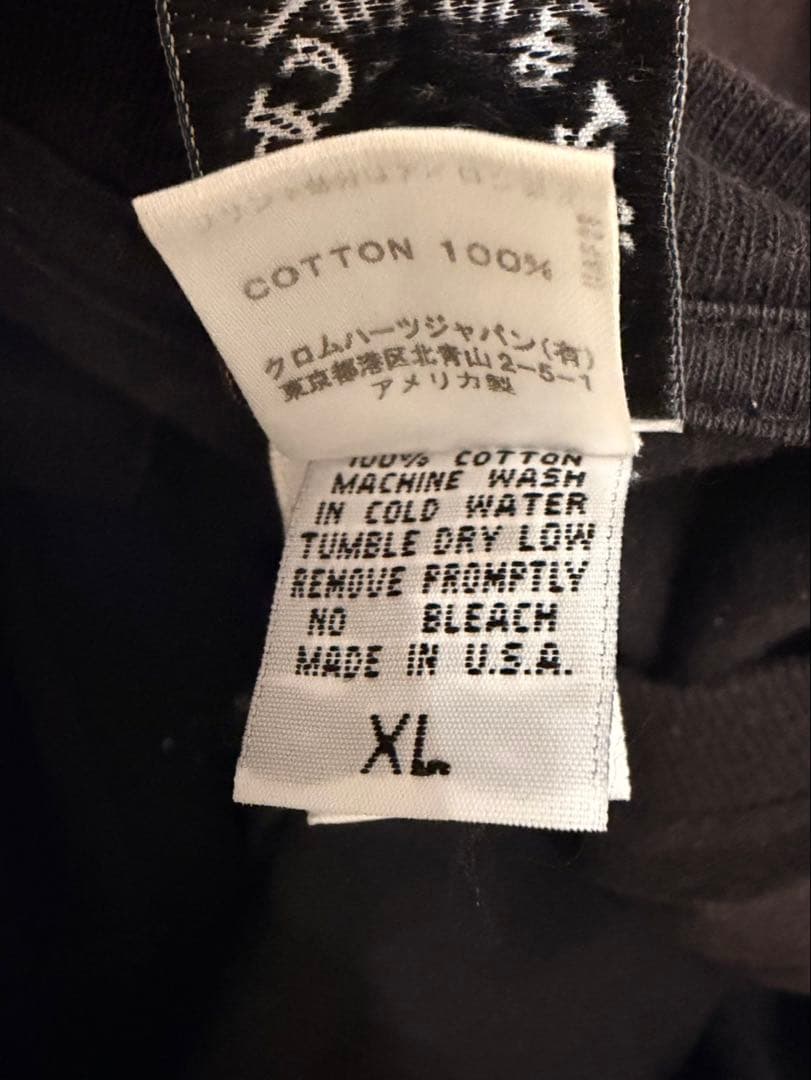 COTTON 100%
クロムハーツジャパン(有)
東京都港区北青山2-5-1
アメリカ製
100% COTTON
MACHINE WASH
IN COLD WATER
TUMBLE DRY LOW
REMOVE PROMPTLY
NO BLEACH
MADE IN U.S.A.
XL